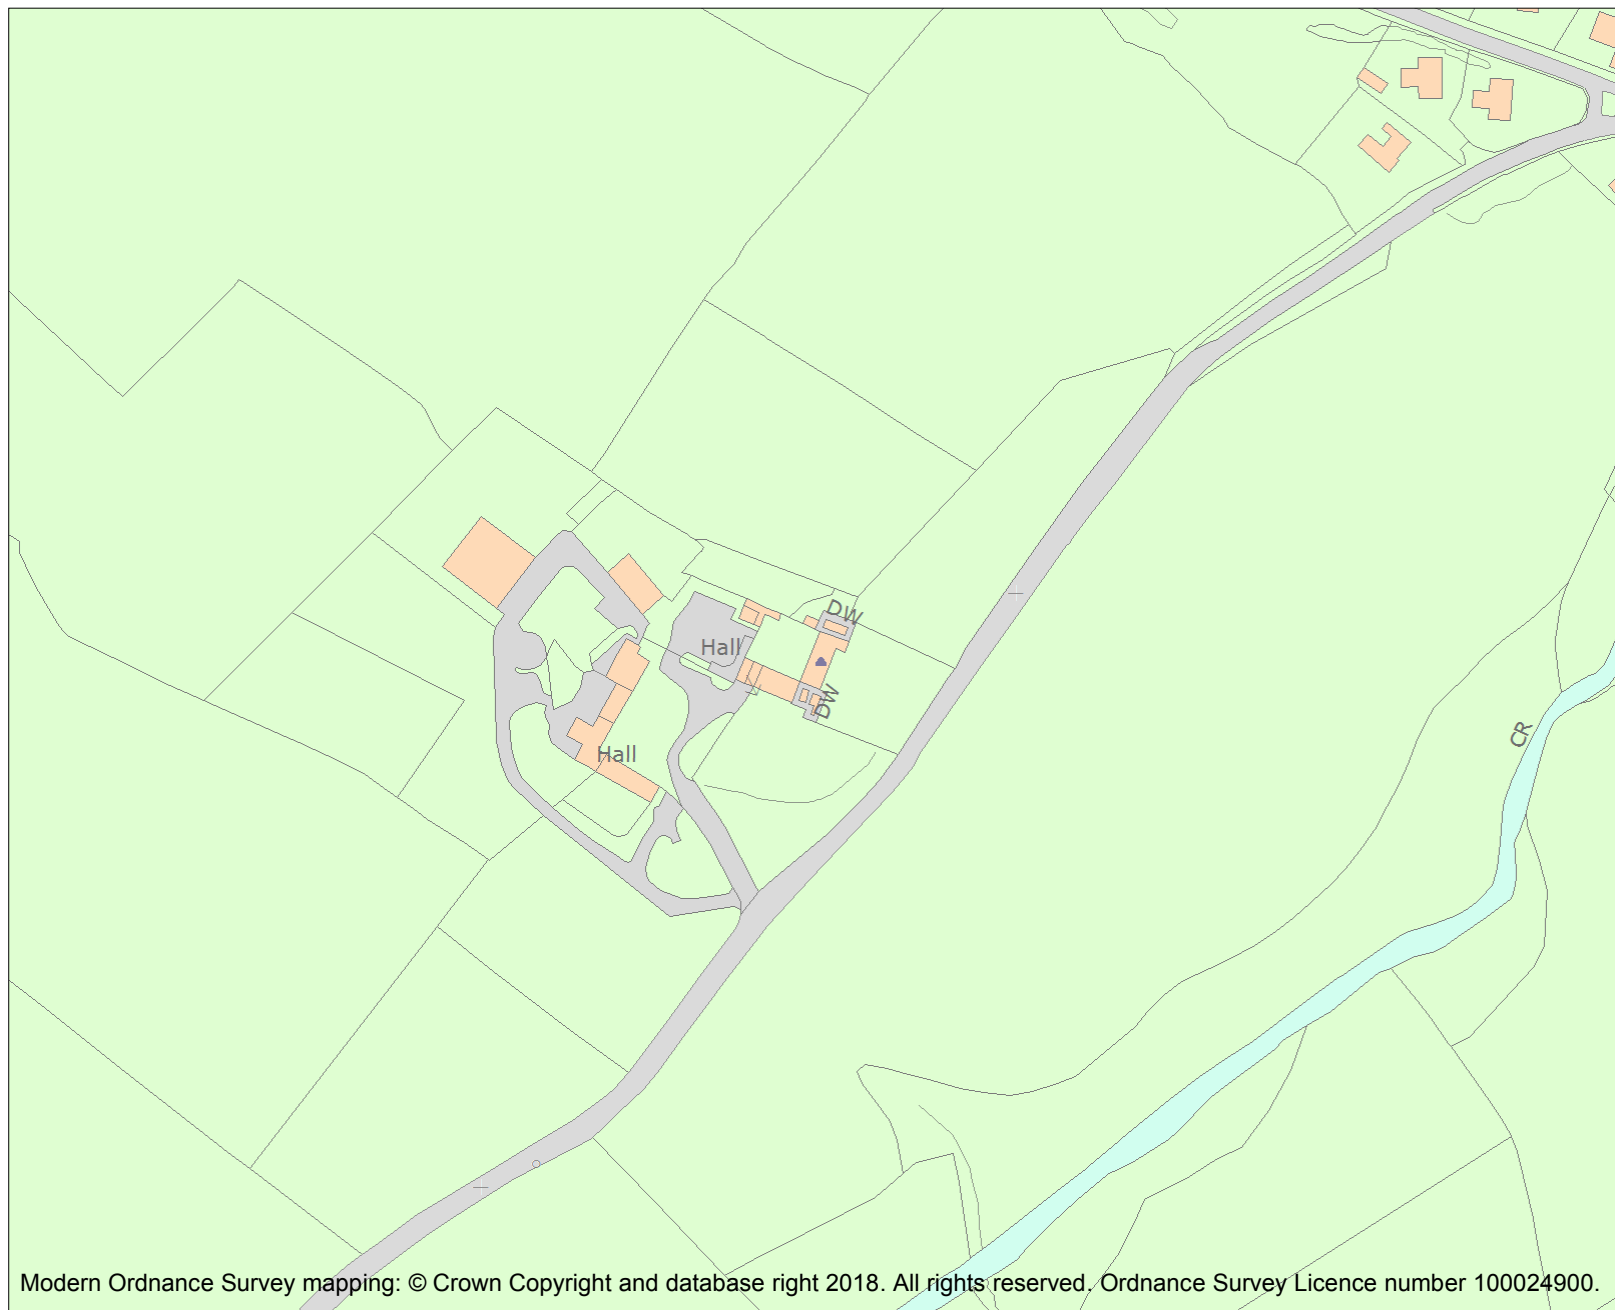 DW
Hall
DW
CR
Hall
Modern Ordnance Survey mapping: © Crown Copyright and database right 2018. All rights reserved. Ordnance Survey Licence number 100024900.